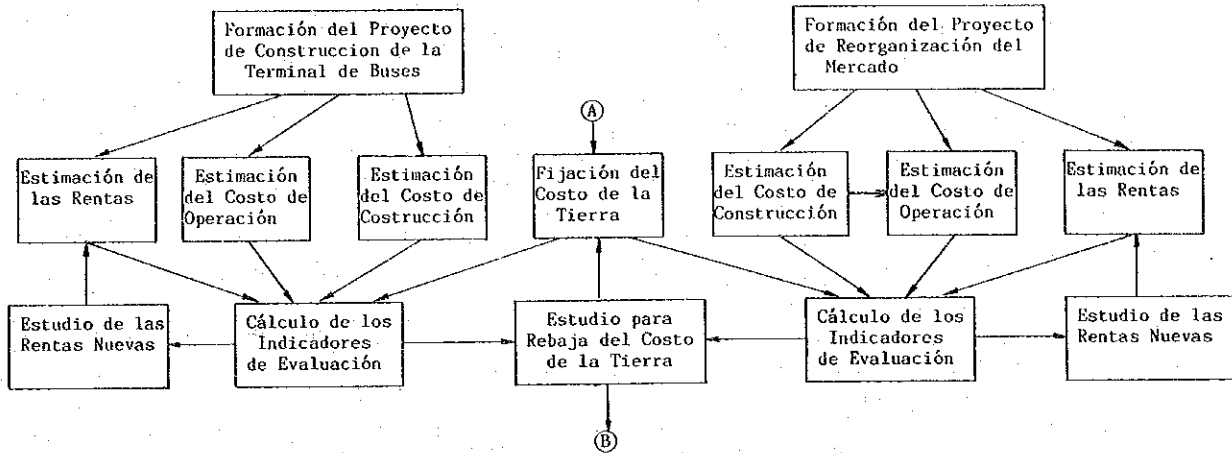 Formación del Proyecto
de Construccion de la
Terminal de Buses
Formación del Proyecto
de Reorganización del
Mercado
A
Estimación de
las Rentas
Estimación
del Costo de
Operación
Estimación
del Costo de
Costrucción
Fijación del
Costo de la
Tierra
Estimación
del Costo de
Construcción
Estimación
del Costo de
Operación
Estimación de
las Rentas
Estudio de las
Rentas Nuevas
Cálculo de los
Indicadores
de Evaluación
Estudio para
Rebaja del Costo
de la Tierra
Cálculo de los
Indicadores
de Evaluación
Estudio de las
Rentas Nuevas
B